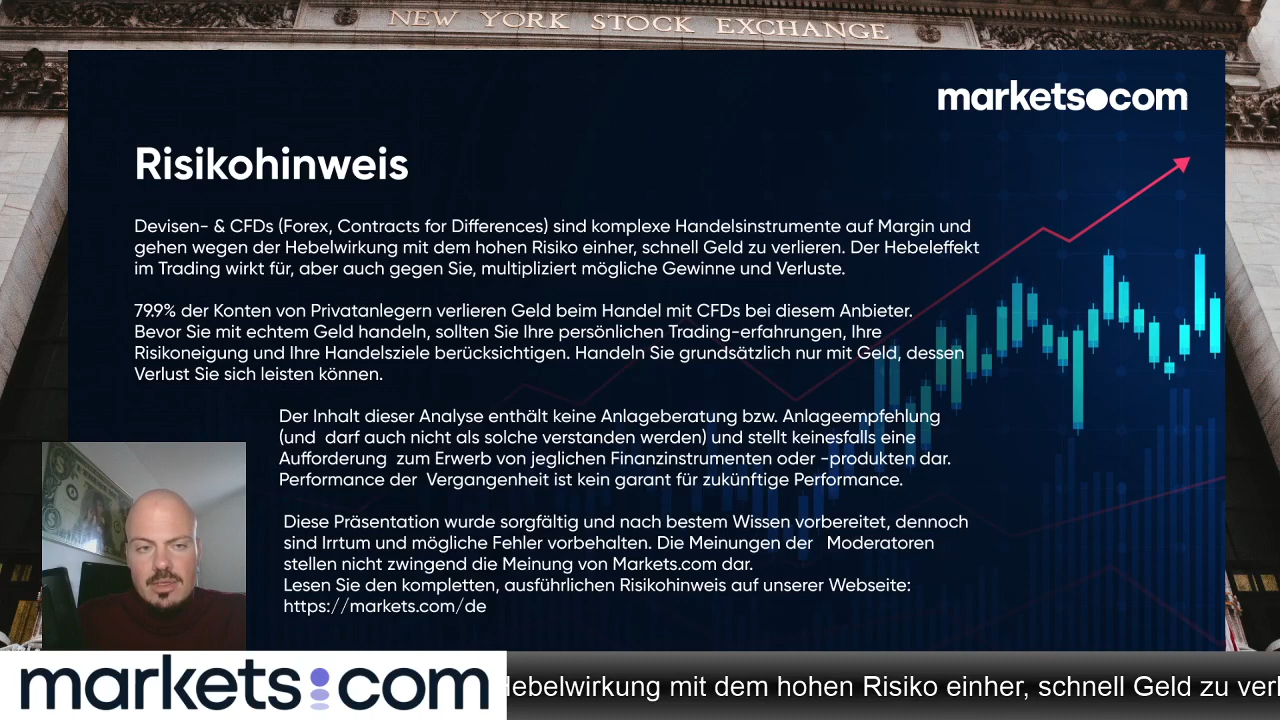 NEW YORK STOCK EXCHANGE
markets.com
Risikohinweis
Devisen- & CFDs (Forex, Contracts for Differences) sind komplexe Handelsinstrumente auf Margin und
gehen wegen der Hebelwirkung mit dem hohen Risiko einher, schnell Geld zu verlieren. Der Hebeleffekt
im Trading wirkt für, aber auch gegen Sie, multipliziert mögliche Gewinne und Verluste.
79.9% der Konten von Privatanlegern verlieren Geld beim Handel mit CFDs bei diesem Anbieter.
Bevor Sie mit echtem Geld handeln, sollten Sie Ihre persönlichen Trading-erfahrungen, Ihre
Risikoneigung und Ihre Handelsziele berücksichtigen. Handeln Sie grundsätzlich nur mit Geld, dessen
Verlust Sie sich leisten können.
Der Inhalt dieser Analyse enthält keine Anlageberatung bzw. Anlageempfehlung
(und darf auch nicht als solche verstanden werden) und stellt keinesfalls eine
Aufforderung zum Erwerb von jeglichen Finanzinstrumenten oder -produkten dar.
Performance der Vergangenheit ist kein garant für zukünftige Performance.
Diese Präsentation wurde sorgfältig und nach bestem Wissen vorbereitet, dennoch
sind Irrtum und mögliche Fehler vorbehalten. Die Meinungen der Moderatoren
stellen nicht zwingend die Meinung von Markets.com dar.
Lesen Sie den kompletten, ausführlichen Risikohinweis auf unserer Webseite:
https://markets.com/de
markets:com
mit dem hohen Risiko einher, schnell Geld zu